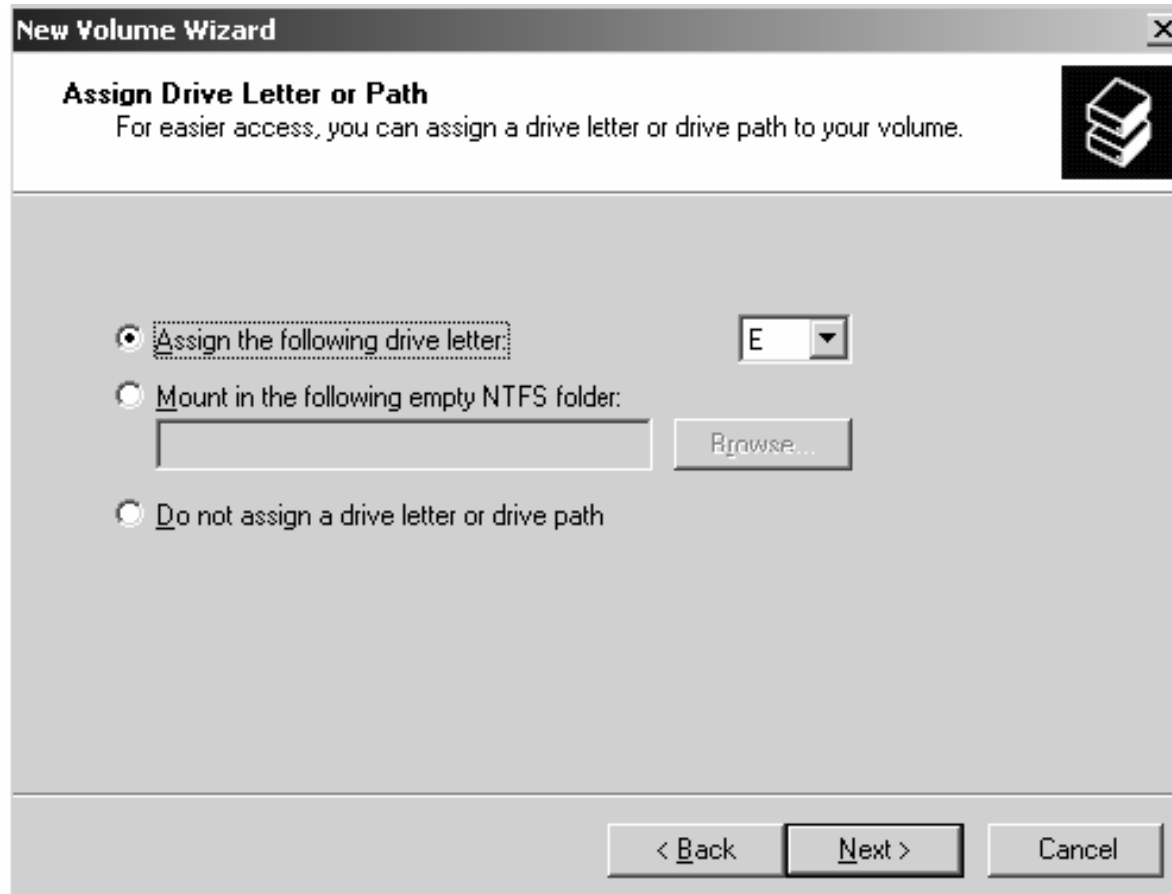 New Volume Wizard
Assign Drive Letter or Path
For easier access, you can assign a drive letter or drive path to your volume.
Assign the following drive letter: E
Mount in the following empty NTFS folder:
Browse...
Do not assign a drive letter or drive path
< Back Next > Cancel